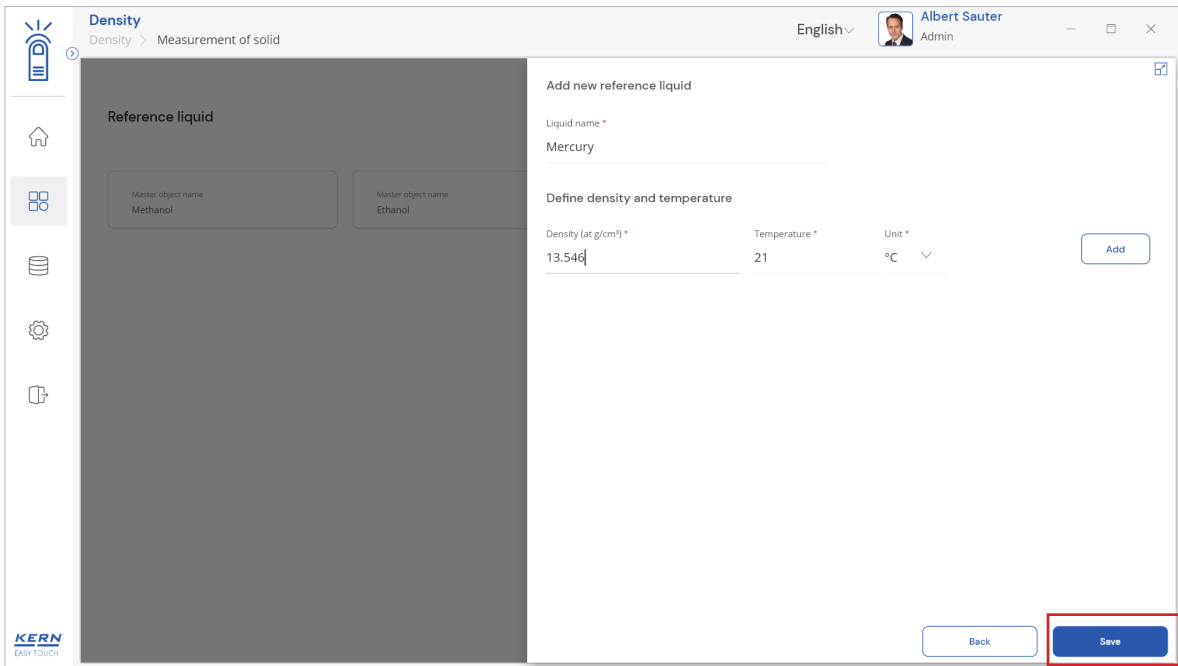 Density
Density > Measurement of solid
English
Albert Sauter
Admin
Reference liquid
Master object name
Methanol
Master object name
Ethanol
Add new reference liquid
Liquid name *
Mercury
Define density and temperature
Density (at g/cm³) * Temperature * Unit *
13.546 21 °C
Add
Back Save
KERN
EASY TOUCH